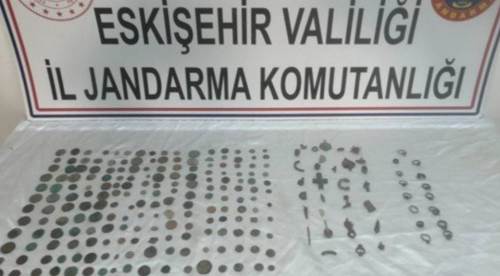 ESKİŞEHİR VALİLİĞİ
İL JANDARMA KOMUTANLIĞI